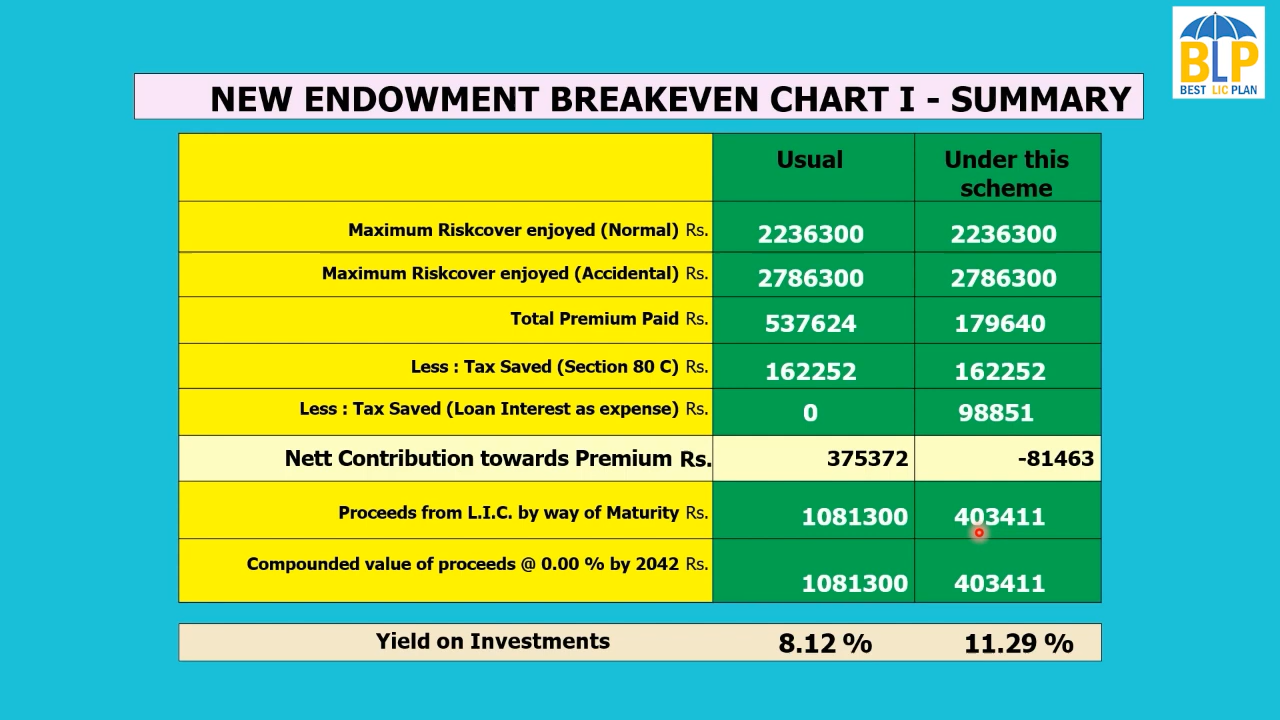 BLP
BEST LIC PLAN
NEW ENDOWMENT BREAKEVEN CHART I - SUMMARY
Usual
Under this
scheme
Maximum Riskcover enjoyed (Normal) Rs. 2236300 2236300
Maximum Riskcover enjoyed (Accidental) Rs. 2786300 2786300
Total Premium Paid Rs. 537624 179640
Less : Tax Saved (Section 80 C) Rs. 162252 162252
Less : Tax Saved (Loan Interest as expense) Rs. 0 98851
Nett Contribution towards Premium Rs. 375372 -81463
Proceeds from L.I.C. by way of Maturity Rs. 1081300 403411
Compounded value of proceeds @ 0.00 % by 2042 Rs. 1081300 403411
Yield on Investments 8.12 % 11.29 %